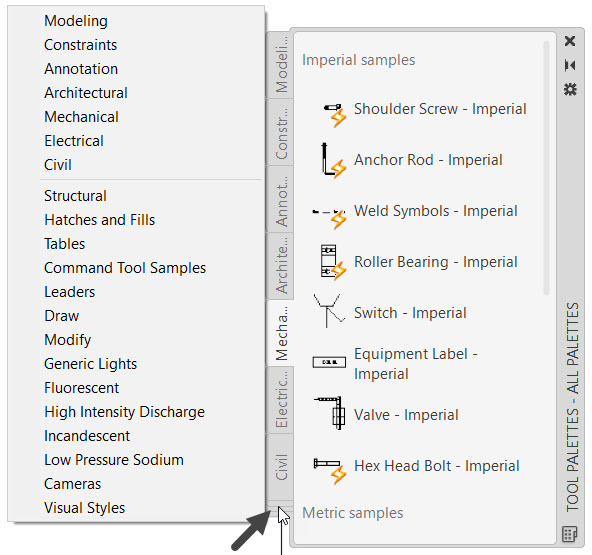 Modeling
Constraints
Annotation
Architectural
Mechanical
Electrical
Civil
Structural
Hatches and Fills
Tables
Command Tool Samples
Leaders
Draw
Modify
Generic Lights
Fluorescent
High Intensity Discharge
Incandescent
Low Pressure Sodium
Cameras
Visual Styles
Modeli...
Constr...
Annot...
Archite...
Mecha...
Electric...
Civil
Imperial samples
Shoulder Screw - Imperial
Anchor Rod - Imperial
Weld Symbols - Imperial
Roller Bearing - Imperial
Switch - Imperial
Equipment Label -
Imperial
Valve - Imperial
Hex Head Bolt - Imperial
Metric samples
TOOL PALETTES - ALL PALETTES